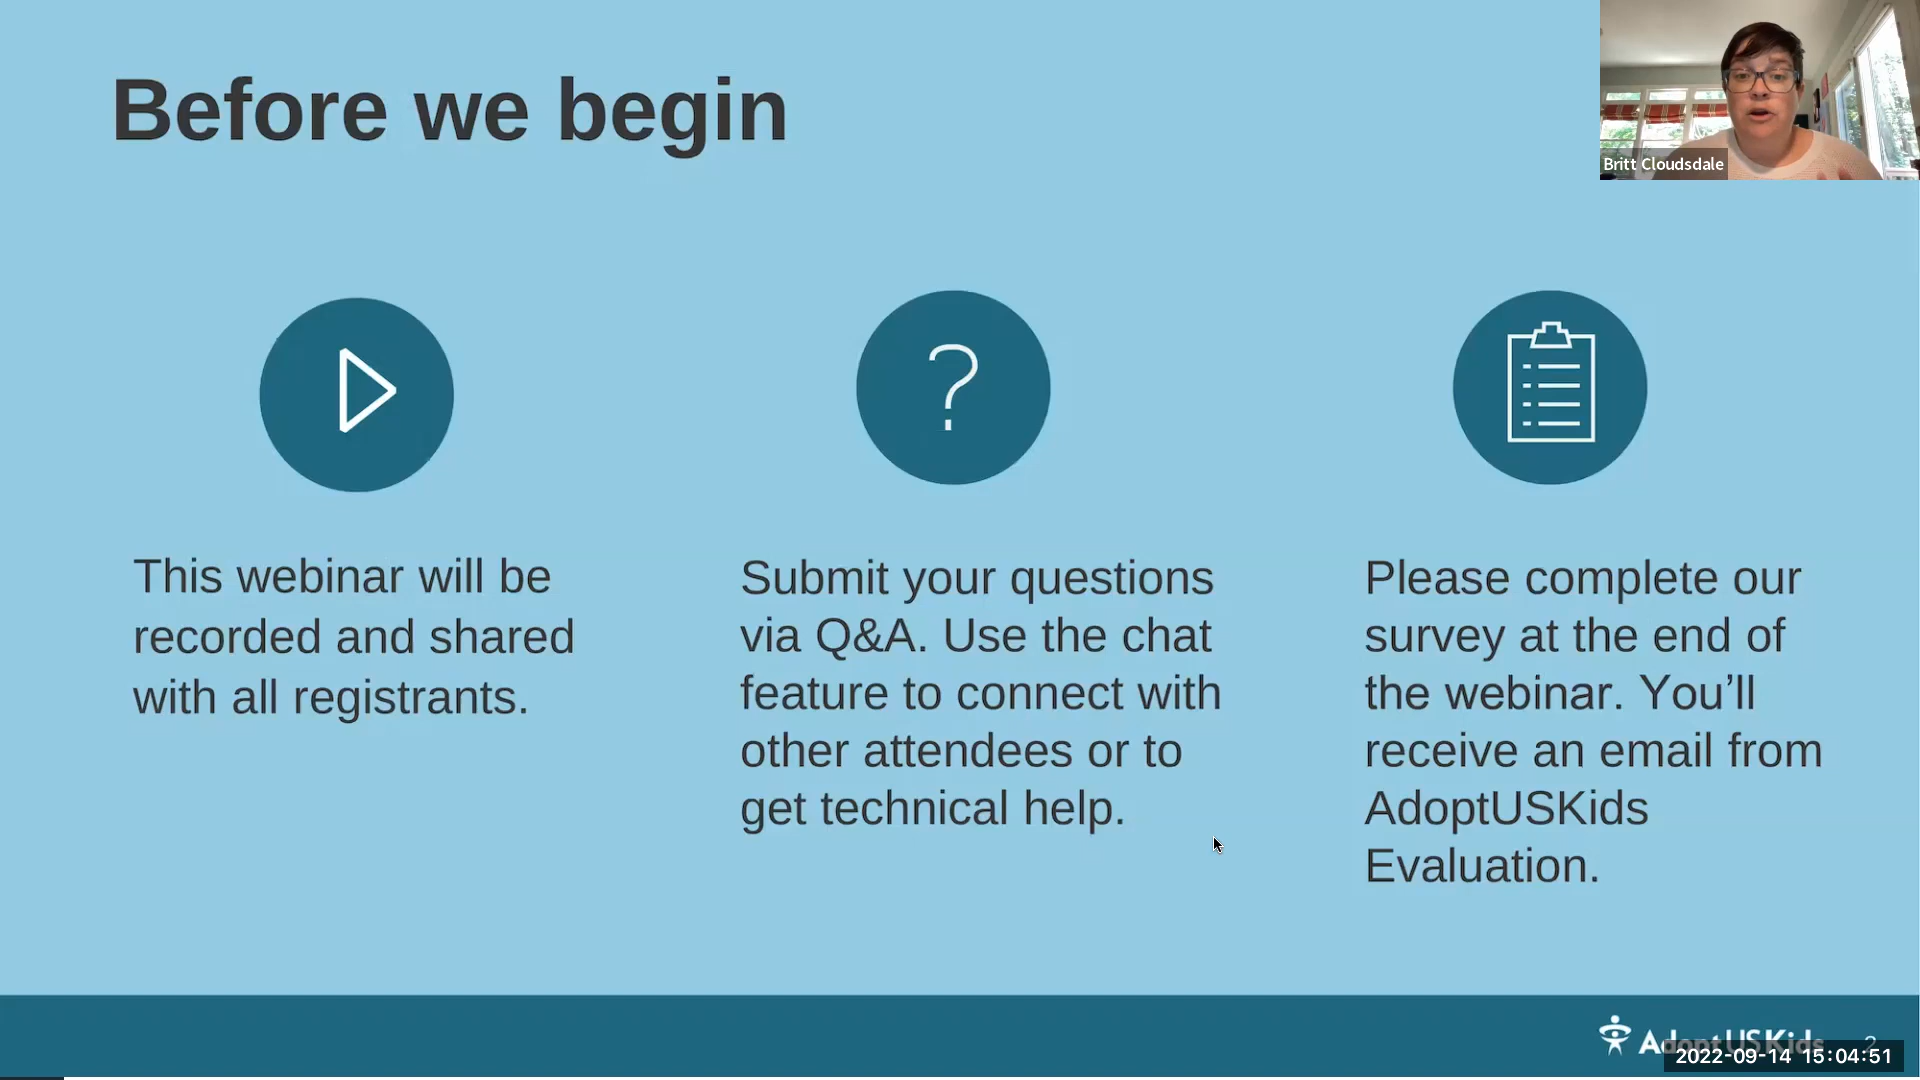 Before we begin
Britt Cloudsdale
?
This webinar will be
recorded and shared
with all registrants.
Submit your questions
via Q&A. Use the chat
feature to connect with
other attendees or to
get technical help.
Please complete our
survey at the end of
the webinar. You’ll
receive an email from
AdoptUSKids
Evaluation.
AdoptUSKids 2
2022-09-14 15:04:51